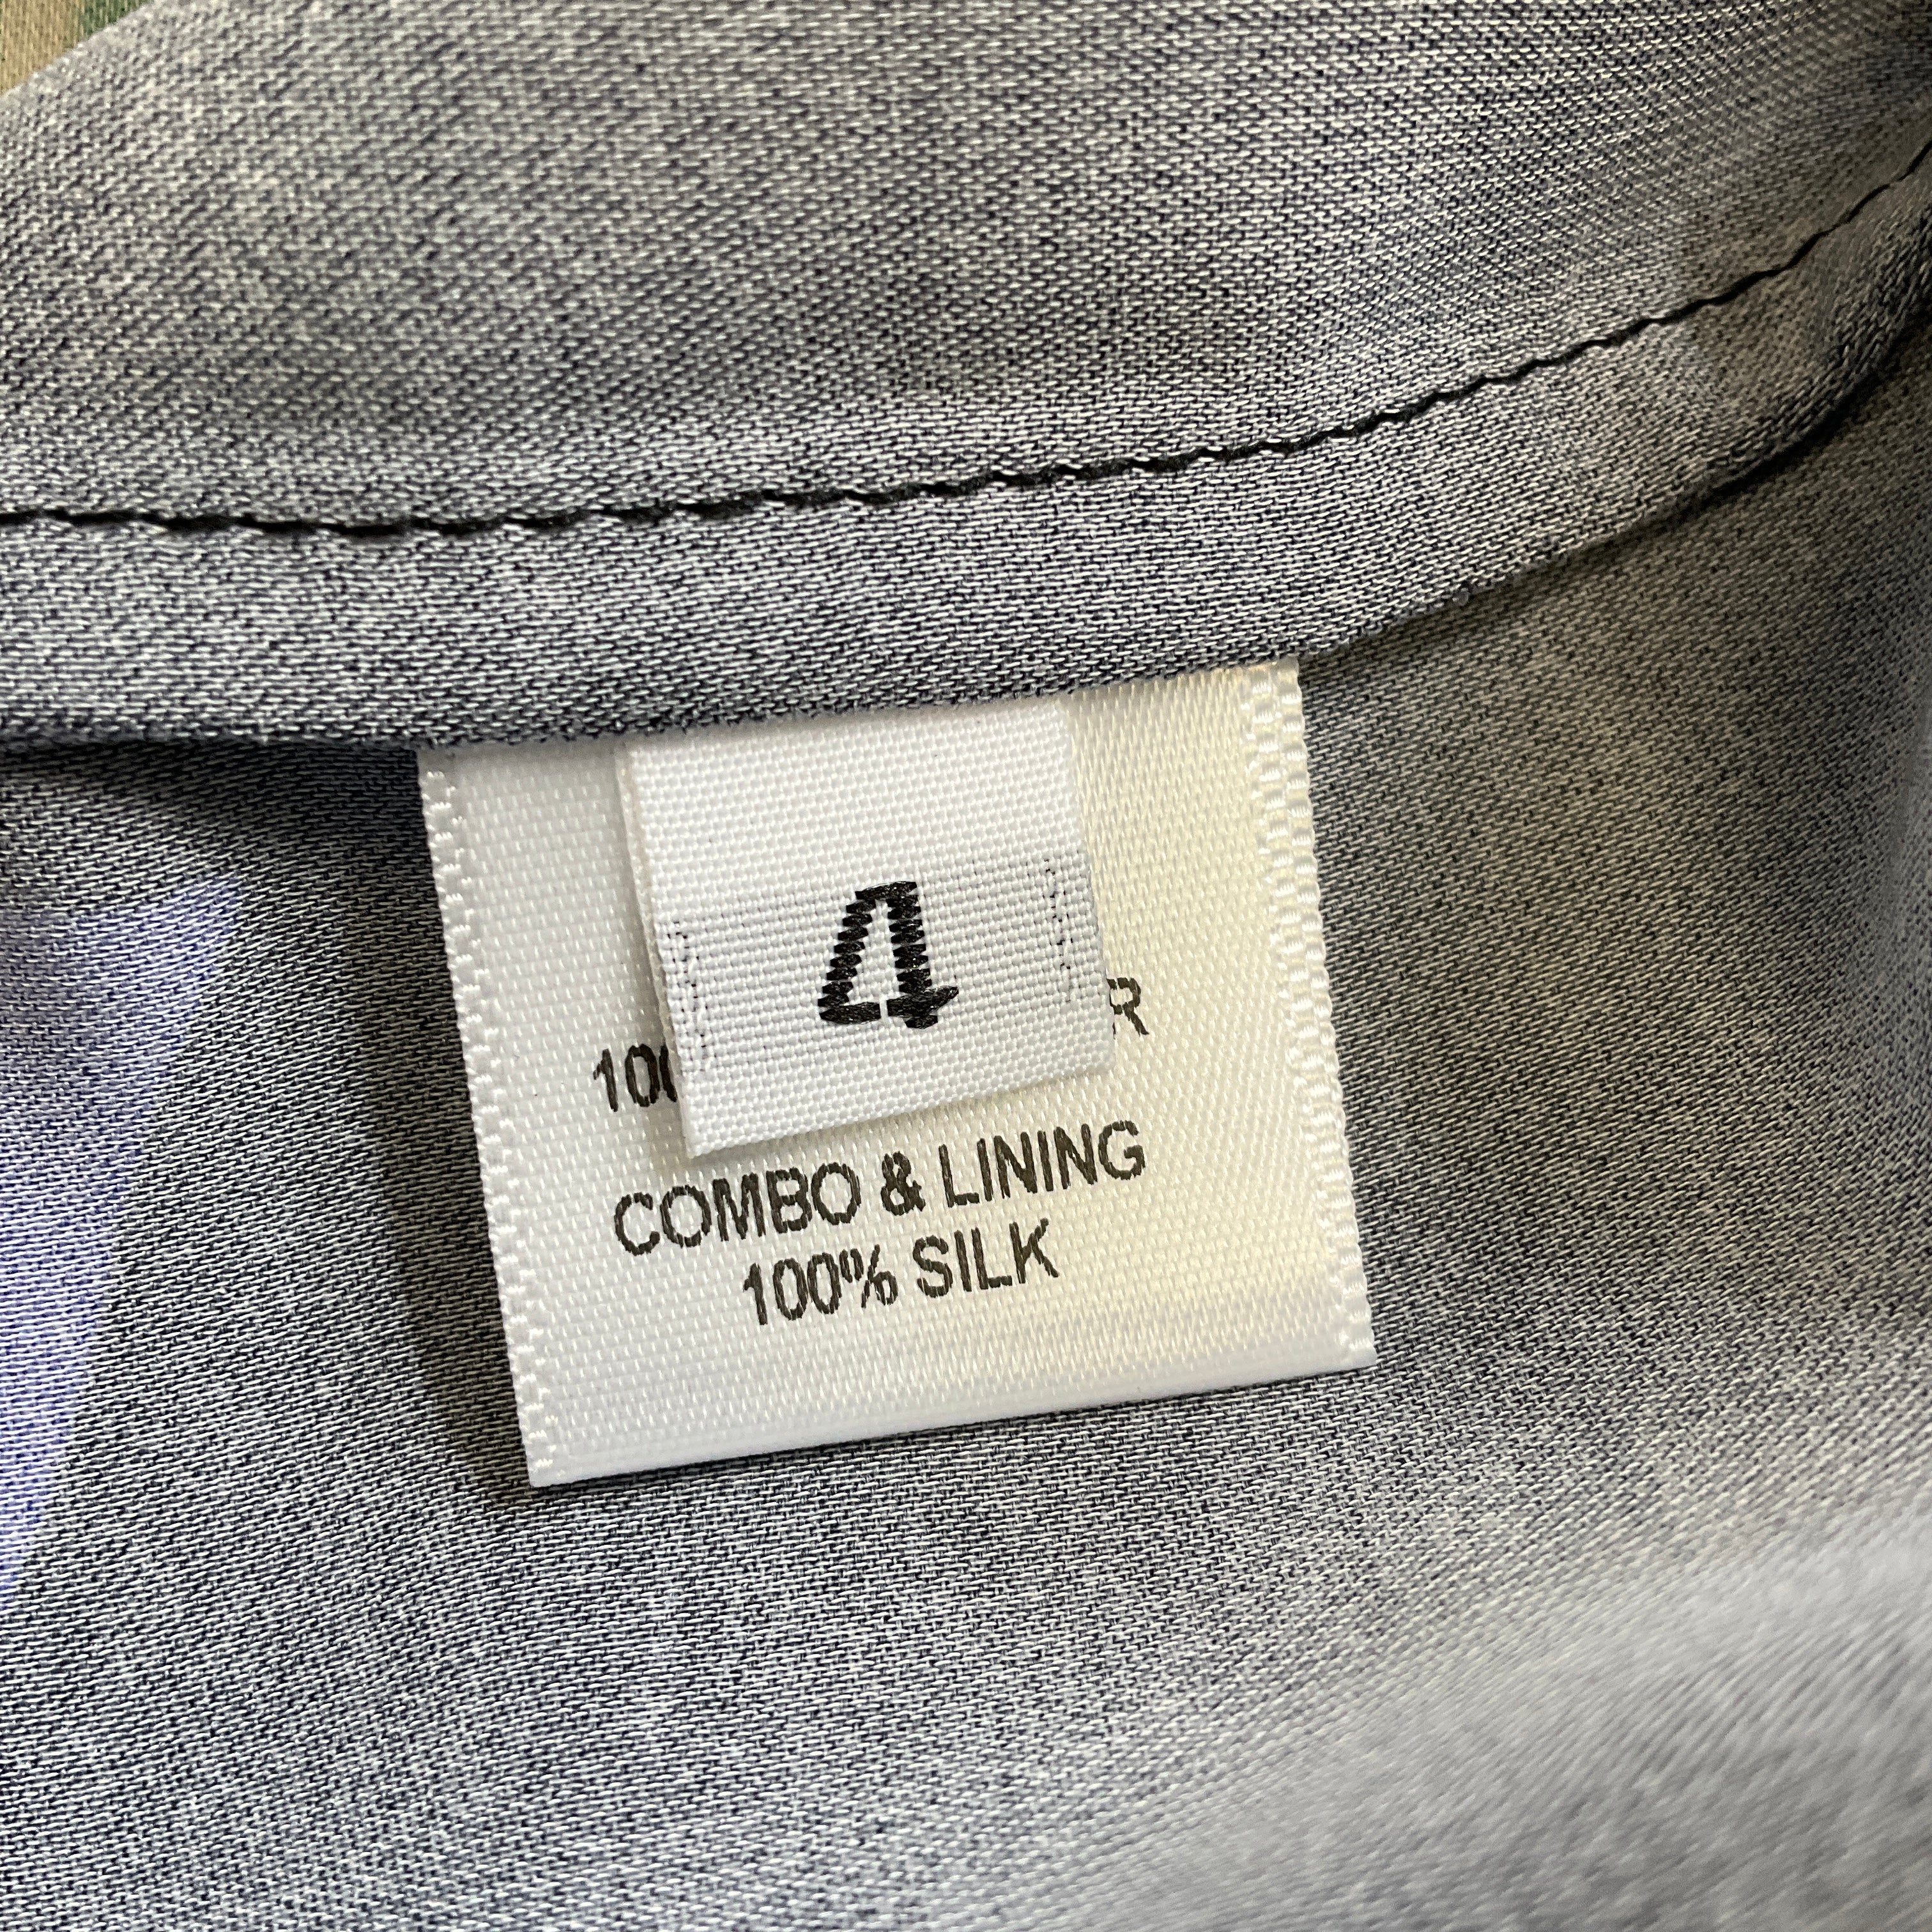 4
COMBO & LINING
100% SILK